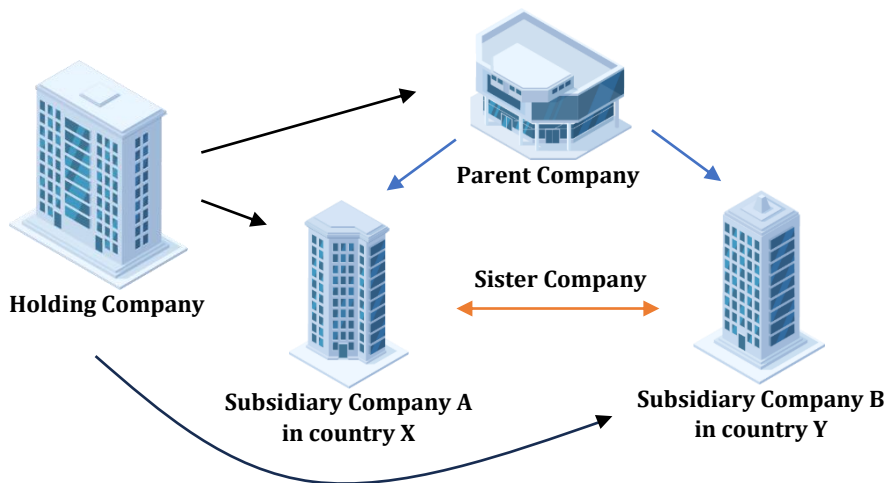 Parent Company
Holding Company
Sister Company
Subsidiary Company A
in country X
Subsidiary Company B
in country Y